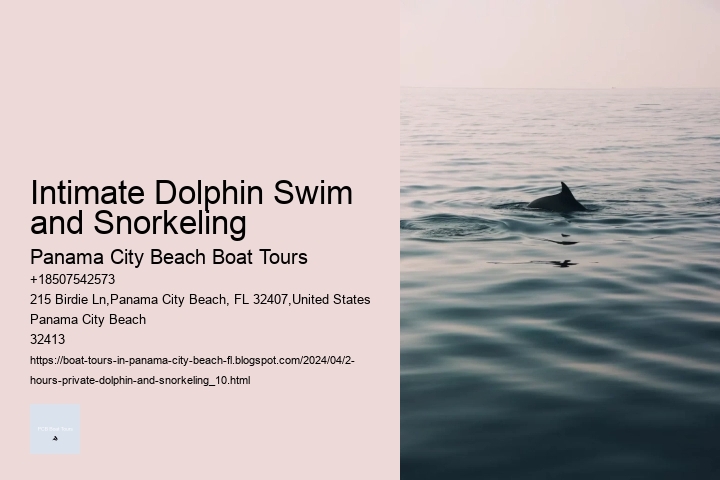 Intimate Dolphin Swim
and Snorkeling
Panama City Beach Boat Tours
+18507542573
215 Birdie Ln,Panama City Beach, FL 32407,United States
Panama City Beach
32413
https://boat-tours-in-panama-city-beach-fl.blogspot.com/2024/04/2-
hours-private-dolphin-and-snorkeling_10.html